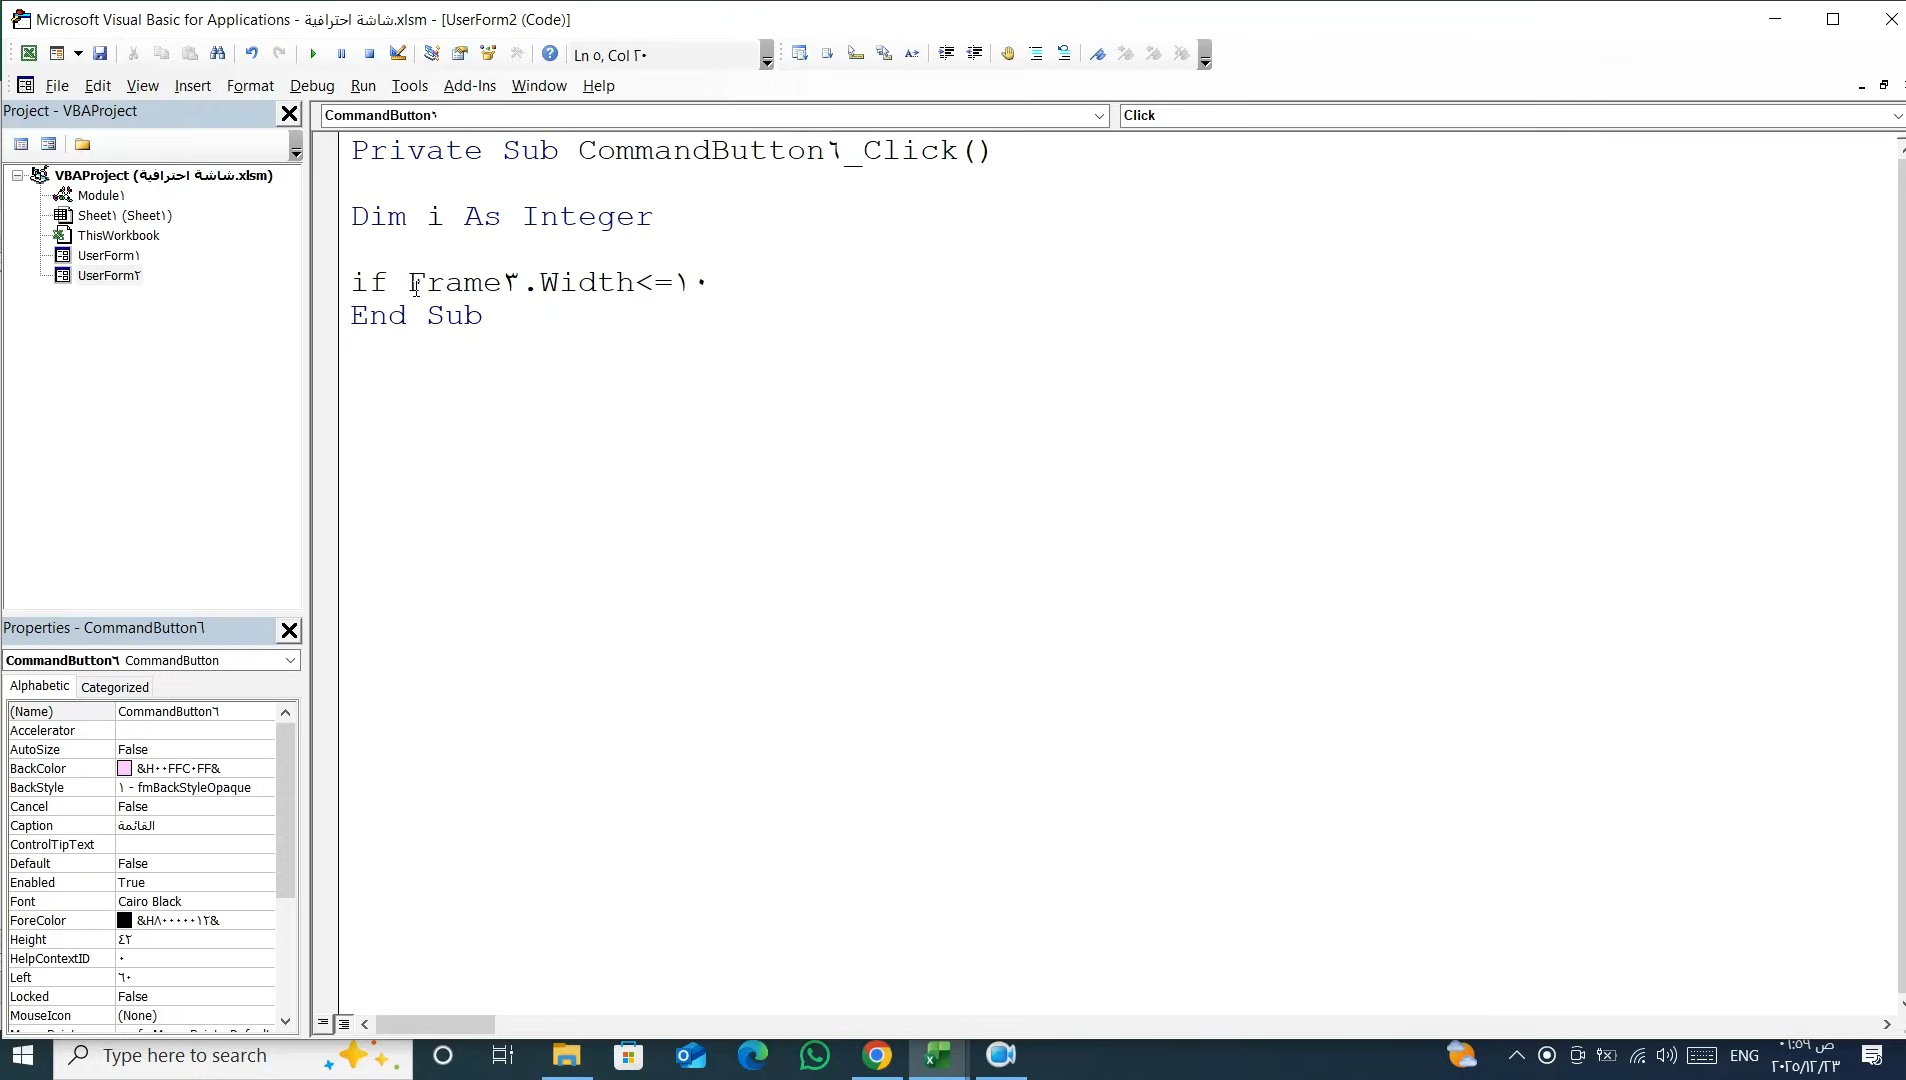 Microsoft Visual Basic for Applications - شاشة احترافية.xlsm - [UserForm2 (Code)]
Ln ٥, Col ٢٠
File Edit View Insert Format Debug Run Tools Add-Ins Window Help
Project - VBAProject
CommandButton٦
Click
VBAProject (شاشة احترافية.xlsm)
Module١
Sheet١ (Sheet١)
ThisWorkbook
UserForm١
UserForm٢
Private Sub CommandButton٦_Click()
Dim i As Integer
if Frame٣.Width<=١٠
End Sub
Properties - CommandButton٦
CommandButton٦ CommandButton
Alphabetic Categorized
(Name) CommandButton٦
Accelerator
AutoSize False
BackColor &H٠٠FFC٠FF&
BackStyle ١ - fmBackStyleOpaque
Cancel False
Caption القائمة
ControlTipText
Default False
Enabled True
Font Cairo Black
ForeColor &H٨٠٠٠٠٠١٢&
Height ٤٢
HelpContextID ٠
Left ٦٠
Locked False
MouseIcon (None)
Type here to search
ENG
٠١:٥٩ ص
٢٠٢٥/١٢/٢٣